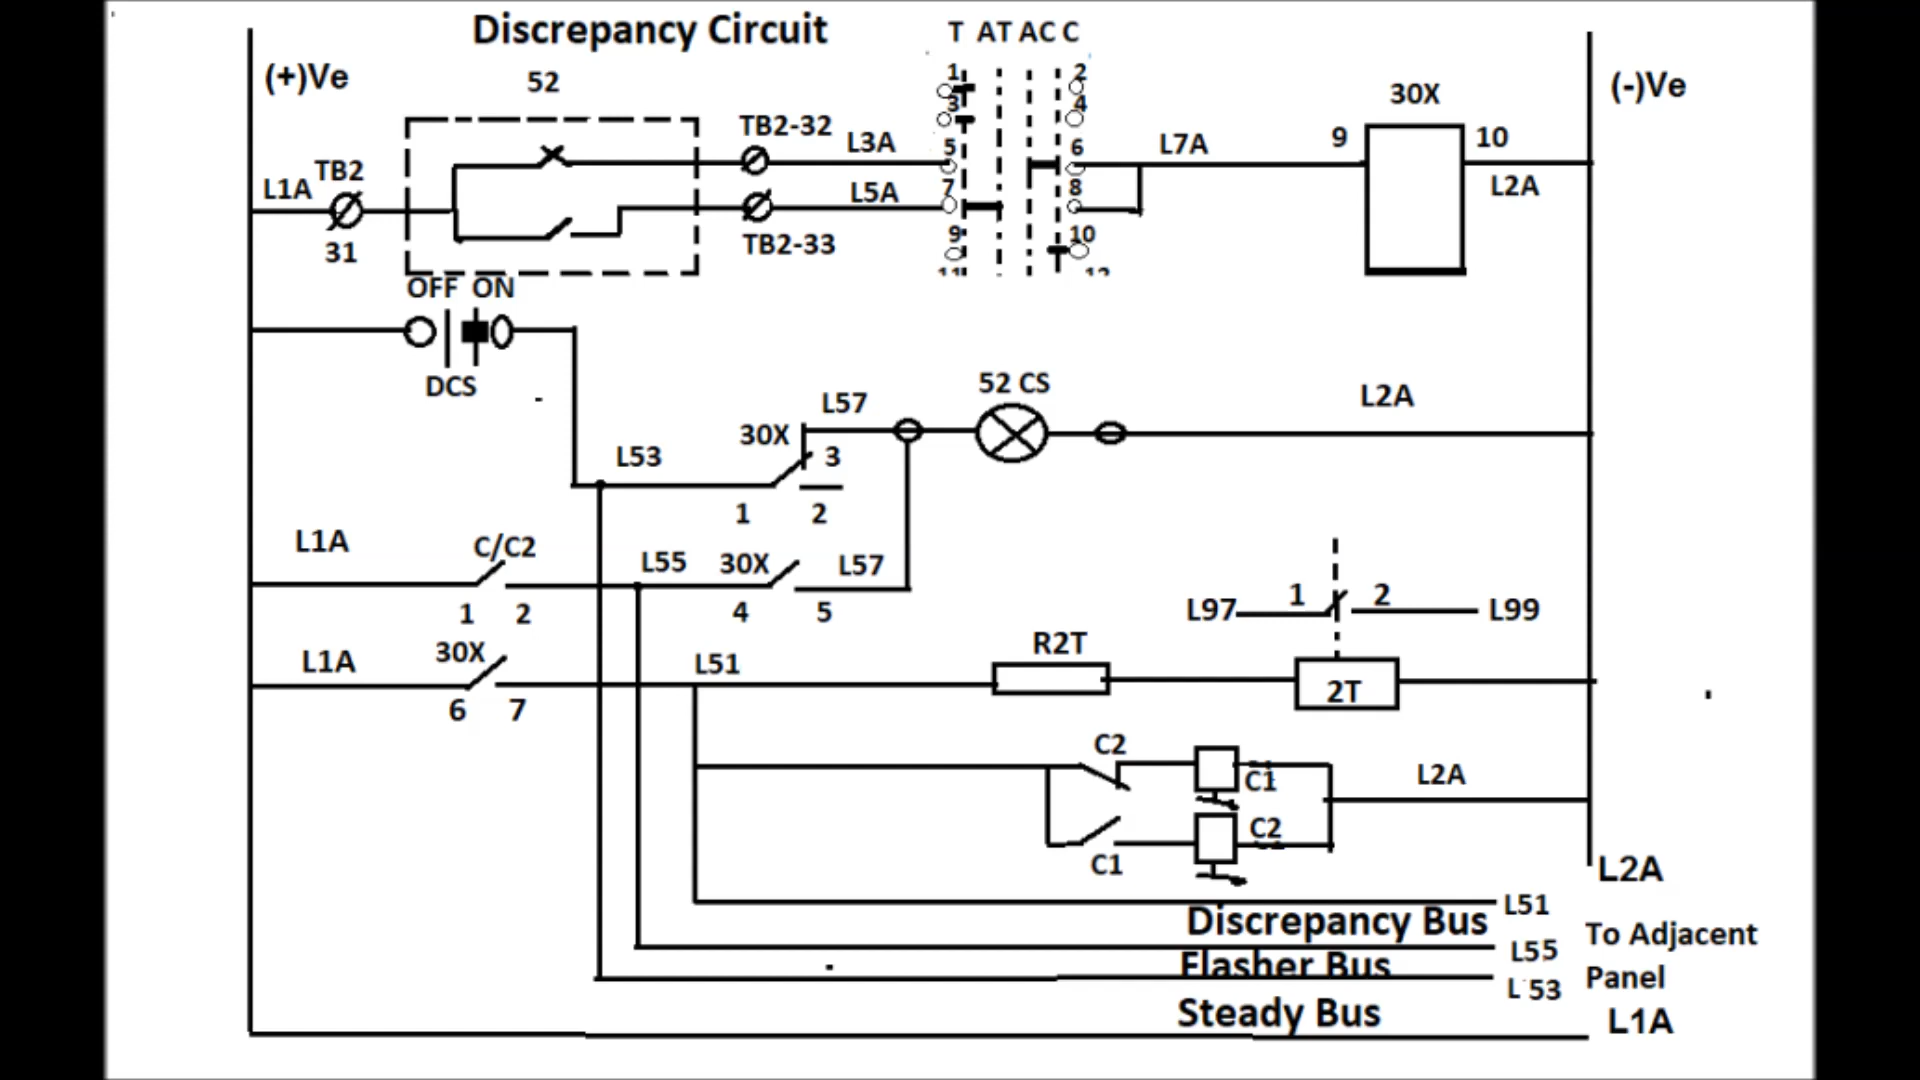 Discrepancy Circuit
T AT AC C
(+)Ve
52
1
2
3
4
30X
(-)Ve
TB2-32
L3A
5
6
L7A
9
10
TB2
L1A
L5A
7
8
L2A
31
TB2-33
9
10
11
12
OFF ON
DCS
52 CS
L2A
L57
30X
3
L53
1
2
L1A
C/C2
L55
30X
L57
1
2
4
5
L97
1
2
L99
L1A
30X
L51
R2T
6
7
2T
C2
C1
L2A
C2
C1
L2A
L51
Discrepancy Bus
To Adjacent
L55
Flasher Bus
Panel
L 53
Steady Bus
L1A